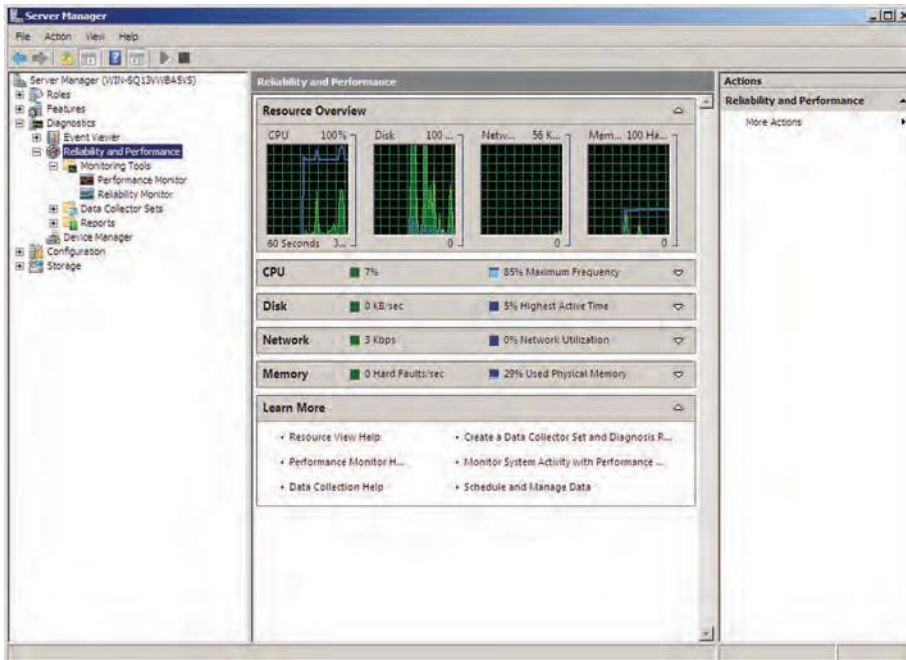 Server Manager
File Action View Help
Server Manager (WIN-SQ13VWBASVS)
Roles
Features
Diagnostics
Event Viewer
Reliability and Performance
Monitoring Tools
Performance Monitor
Reliability Monitor
Data Collector Sets
Reports
Device Manager
Configuration
Storage
Reliability and Performance
Resource Overview
CPU 100% Disk 100 ... Netw... 56 K... Mem... 100 Ha...
60 Seconds 3... 0 0 0
CPU 7% 85% Maximum Frequency
Disk 0 KB/sec 5% Highest Active Time
Network 3 Kbps 0% Network Utilization
Memory 0 Hard Faults/sec 29% Used Physical Memory
Learn More
• Resource View Help • Create a Data Collector Set and Diagnosis R...
• Performance Monitor H... • Monitor System Activity with Performance ...
• Data Collection Help • Schedule and Manage Data
Actions
Reliability and Performance
More Actions